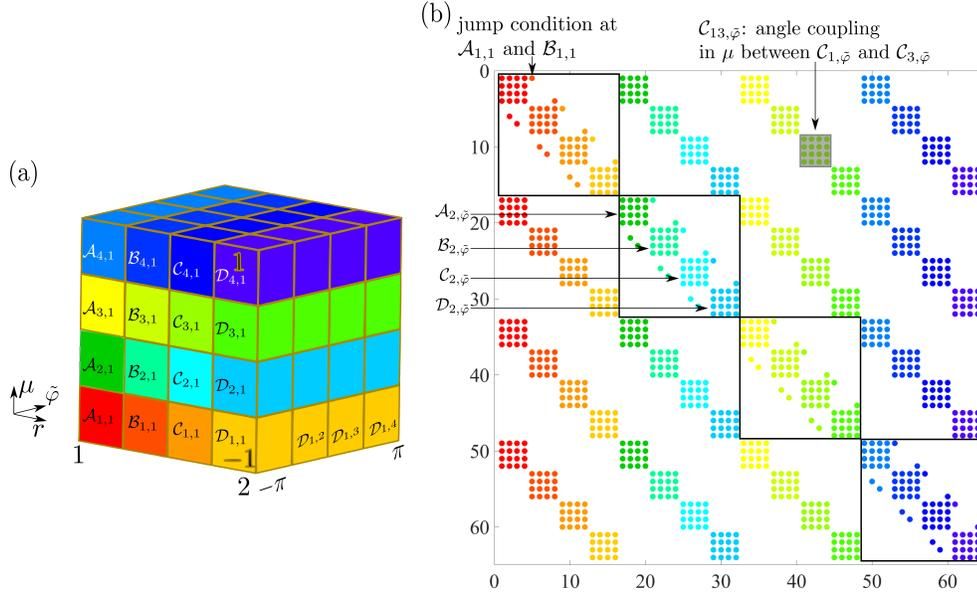 (b)
jump condition at
𝒜1,1 and ℬ1,1
𝒞13,φ̃: angle coupling
in μ between 𝒞1,φ̃ and 𝒞3,φ̃
(a)
𝒜4,1 ℬ4,1 𝒞4,1 𝒟4,1
1
𝒜3,1 ℬ3,1 𝒞3,1 𝒟3,1
𝒜2,1 ℬ2,1 𝒞2,1 𝒟2,1
𝒜1,1 ℬ1,1 𝒞1,1 𝒟1,1 𝒟1,2 𝒟1,3 𝒟1,4
−1
μ
φ̃
r
1
2
−π
π
0
10
20
30
40
50
60
𝒜2,φ̃
ℬ2,φ̃
𝒞2,φ̃
𝒟2,φ̃
0 10 20 30 40 50 60